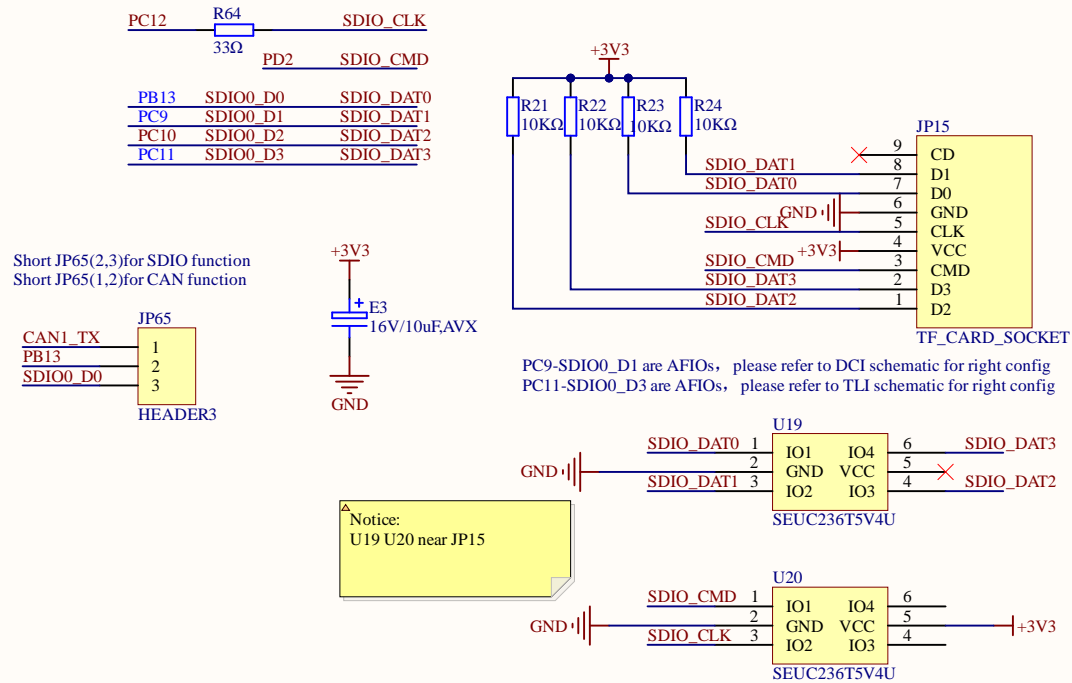 PC12 R64 SDIO_CLK
33Ω
PD2 SDIO_CMD
PB13 SDIO0_D0 SDIO_DAT0
PC9 SDIO0_D1 SDIO_DAT1
PC10 SDIO0_D2 SDIO_DAT2
PC11 SDIO0_D3 SDIO_DAT3
+3V3
R21 R22 R23 R24
10KΩ 10KΩ 10KΩ 10KΩ
JP15
9 CD
SDIO_DAT1 8 D1
SDIO_DAT0 7 D0
GND 6 GND
SDIO_CLK 5 CLK
+3V3 4 VCC
SDIO_CMD 3 CMD
SDIO_DAT3 2 D3
SDIO_DAT2 1 D2
TF_CARD_SOCKET
Short JP65(2,3)for SDIO function
Short JP65(1,2)for CAN function
JP65
CAN1_TX 1
PB13 2
SDIO0_D0 3
HEADER3
+3V3
+
E3
16V/10uF,AVX
GND
PC9-SDIO0_D1 are AFIOs，please refer to DCI schematic for right config
PC11-SDIO0_D3 are AFIOs，please refer to TLI schematic for right config
U19
SDIO_DAT0 1 IO1 IO4 6 SDIO_DAT3
GND 2 GND VCC 5
SDIO_DAT1 3 IO2 IO3 4 SDIO_DAT2
SEUC236T5V4U
Notice:
U19 U20 near JP15
U20
SDIO_CMD 1 IO1 IO4 6
GND 2 GND VCC 5 +3V3
SDIO_CLK 3 IO2 IO3 4
SEUC236T5V4U